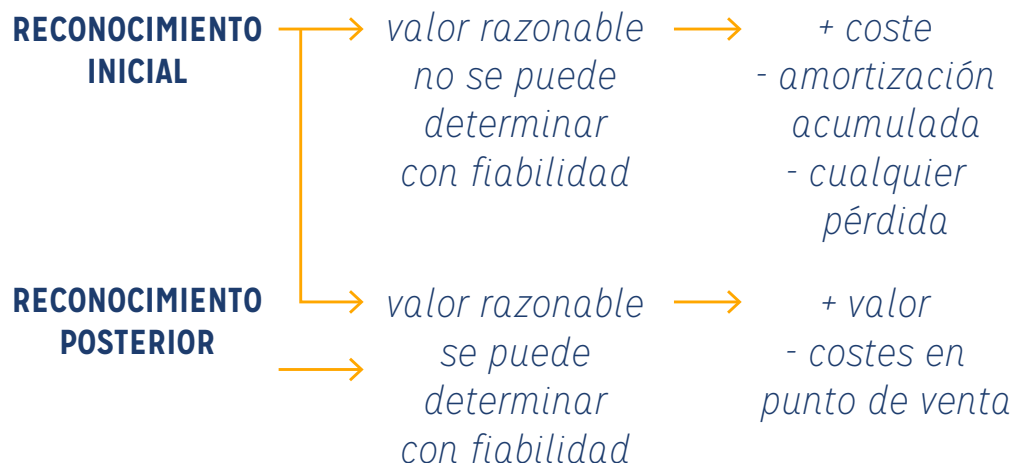 RECONOCIMIENTO
INICIAL
valor razonable
no se puede
determinar
con fiabilidad
+ coste
- amortización
acumulada
- cualquier
pérdida
RECONOCIMIENTO
POSTERIOR
valor razonable
se puede
determinar
con fiabilidad
+ valor
- costes en
punto de venta